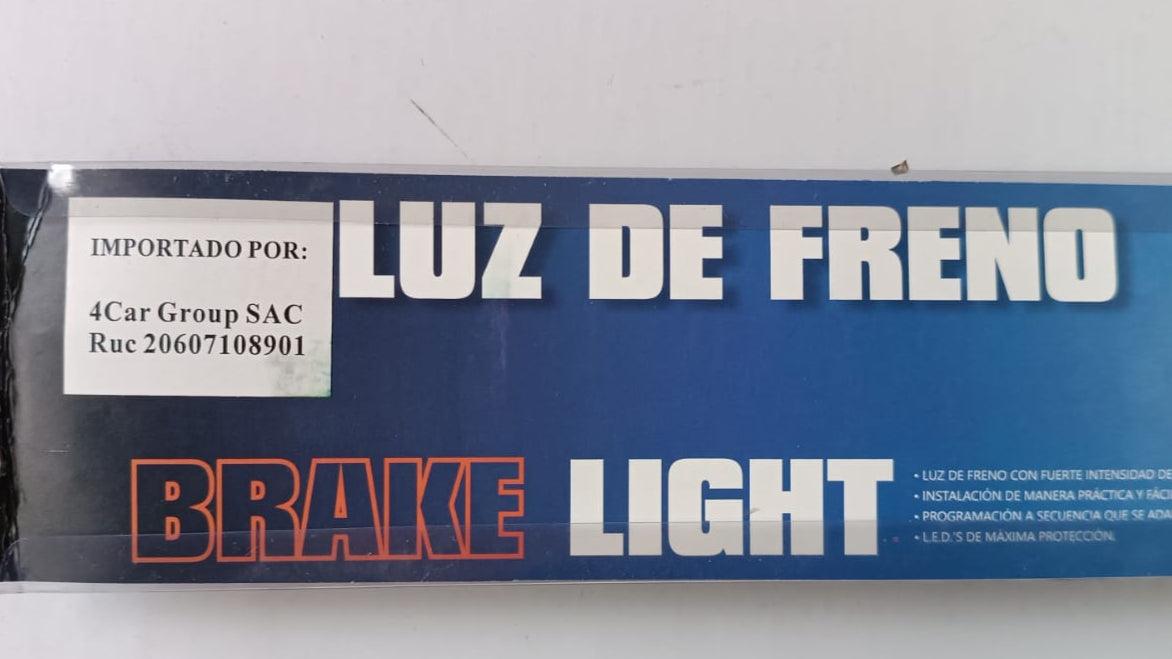 IMPORTADO POR:
4Car Group SAC
Ruc 20607108901
LUZ DE FRENO
BRAKE LIGHT
• LUZ DE FRENO CON FUERTE INTENSIDAD DE
• INSTALACIÓN DE MANERA PRÁCTICA Y
• PROGRAMACIÓN A SECUENCIA QUE SE
• L.E.D.'S DE MÁXIMA PROTECCIÓN.